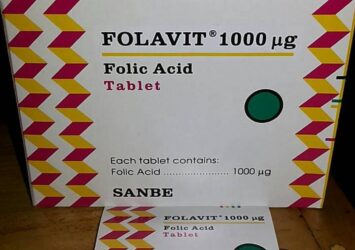 FOLAVIT® 1000 µg
Folic Acid
Tablet
Each tablet contains:
Folic Acid ...................... 1000 µg
SANBE
FOLAVIT® 1000 µg
Folic Acid
Tablet